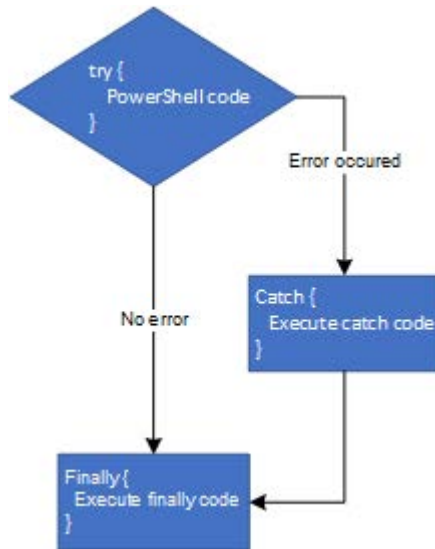 try {
PowerShell code
}
Error occured
Catch {
Execute catch code
}
No error
Finally {
Execute finally code
}